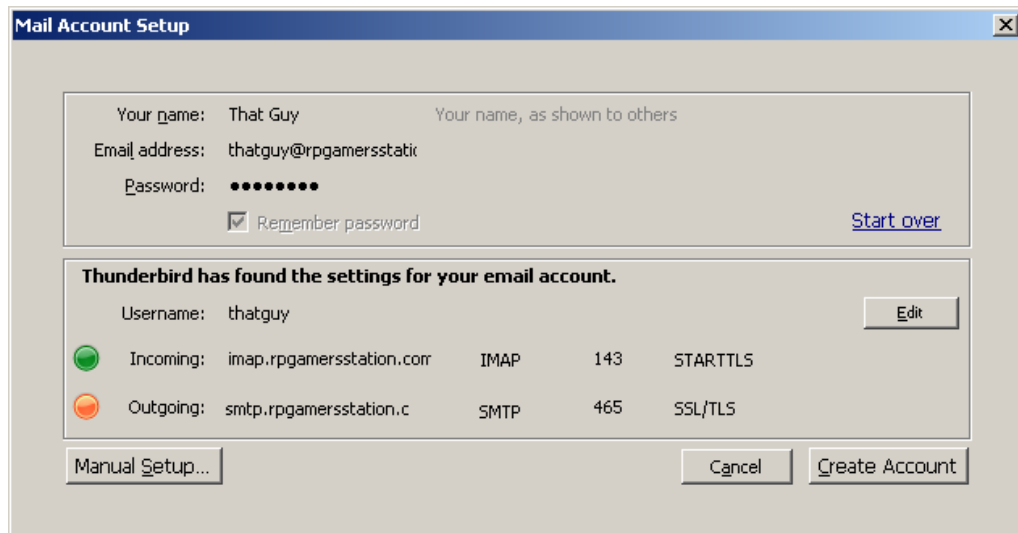 Mail Account Setup
Your name: That Guy Your name, as shown to others
Email address: thatguy@rpgamersstatic
Password: ●●●●●●●●
Remember password
Start over
Thunderbird has found the settings for your email account.
Username: thatguy
Edit
Incoming: imap.rpgamersstation.com IMAP 143 STARTTLS
Outgoing: smtp.rpgamersstation.c SMTP 465 SSL/TLS
Manual Setup... Cancel Create Account